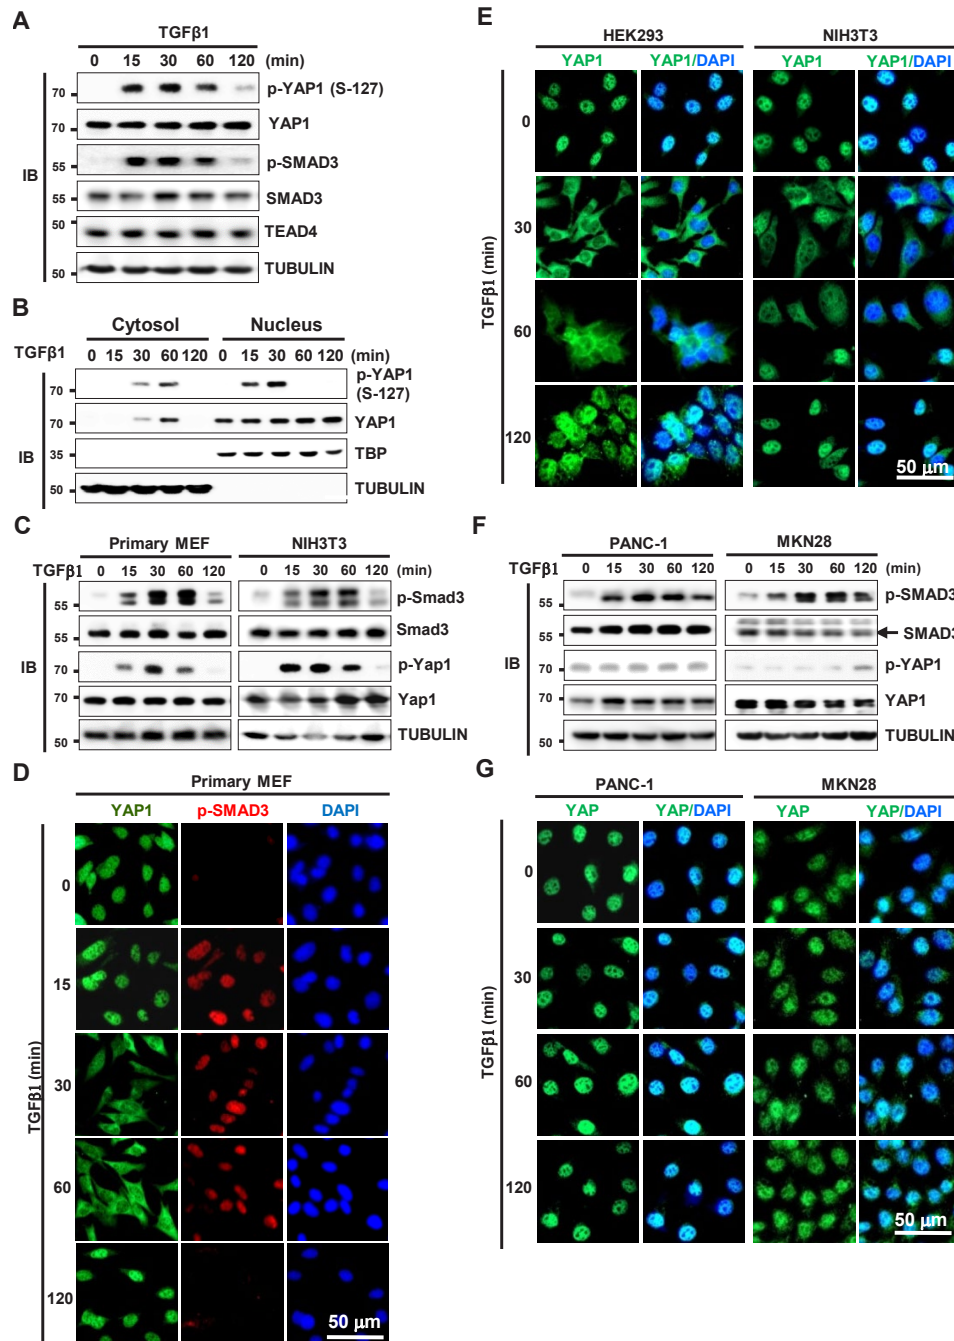 A
TGFβ1
0 15 30 60 120 (min)
IB
70 p-YAP1 (S-127)
70 YAP1
55 p-SMAD3
55 SMAD3
50 TEAD4
50 TUBULIN
B
Cytosol Nucleus
TGFβ1 0 15 30 60 120 0 15 30 60 120 (min)
IB
70 p-YAP1 (S-127)
70 YAP1
35 TBP
50 TUBULIN
C
Primary MEF NIH3T3
TGFβ1 0 15 30 60 120 0 15 30 60 120 (min)
IB
55 p-Smad3
55 Smad3
70 p-Yap1
70 Yap1
50 TUBULIN
D
Primary MEF
YAP1 p-SMAD3 DAPI
TGFβ1 (min)
0
15
30
60
120
50 µm
E
HEK293 NIH3T3
YAP1 YAP1/DAPI YAP1 YAP1/DAPI
TGFβ1 (min)
0
30
60
120
50 µm
F
PANC-1 MKN28
TGFβ1 0 15 30 60 120 0 15 30 60 120 (min)
IB
55 p-SMAD3
55 SMAD3
70 p-YAP1
70 YAP1
50 TUBULIN
G
PANC-1 MKN28
YAP YAP/DAPI YAP YAP/DAPI
TGFβ1 (min)
0
30
60
120
50 µm